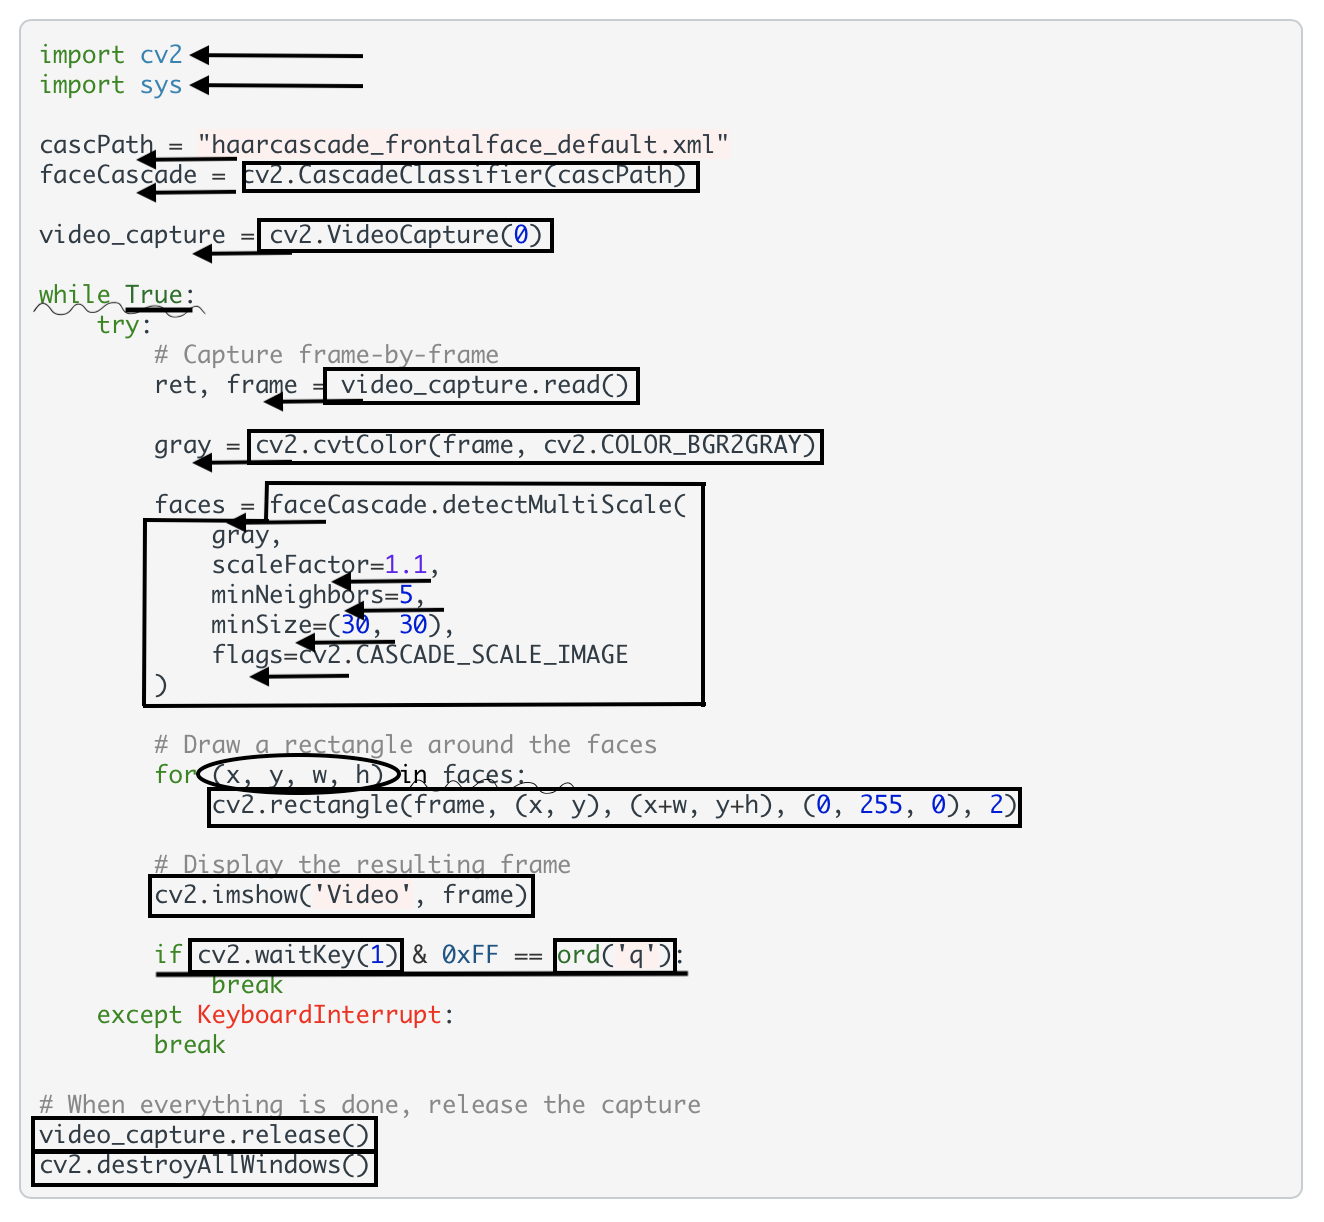 import cv2
import sys
cascPath = "haarcascade_frontalface_default.xml"
faceCascade = cv2.CascadeClassifier(cascPath)
video_capture = cv2.VideoCapture(0)
while True:
    try:
        # Capture frame-by-frame
        ret, frame = video_capture.read()
        gray = cv2.cvtColor(frame, cv2.COLOR_BGR2GRAY)
        faces = faceCascade.detectMultiScale(
            gray,
            scaleFactor=1.1,
            minNeighbors=5,
            minSize=(30, 30),
            flags=cv2.CASCADE_SCALE_IMAGE
        )
        # Draw a rectangle around the faces
        for (x, y, w, h) in faces:
            cv2.rectangle(frame, (x, y), (x+w, y+h), (0, 255, 0), 2)
        # Display the resulting frame
        cv2.imshow('Video', frame)
        if cv2.waitKey(1) & 0xFF == ord('q'):
            break
    except KeyboardInterrupt:
        break
# When everything is done, release the capture
video_capture.release()
cv2.destroyAllWindows()